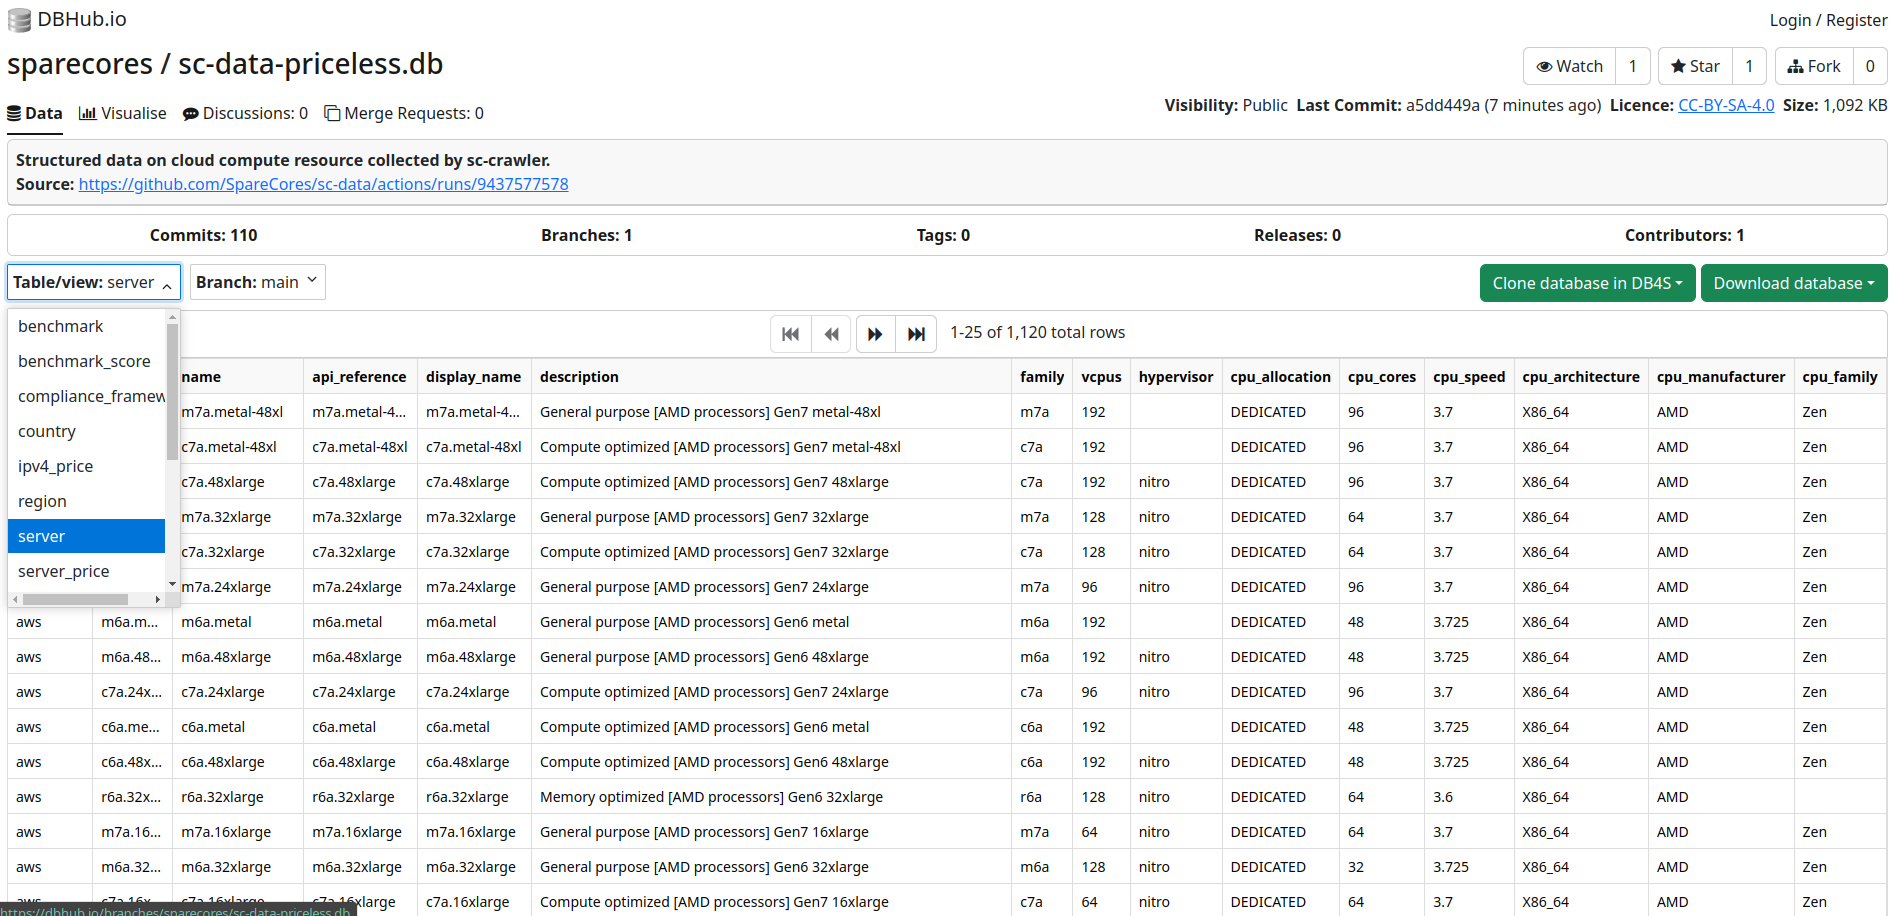 DBHub.io
Login / Register
sparecores / sc-data-priceless.db
Watch 1 Star 1 Fork 0
Data Visualise Discussions: 0 Merge Requests: 0
Visibility: Public Last Commit: a5dd449a (7 minutes ago) Licence: CC-BY-SA-4.0 Size: 1,092 KB
Structured data on cloud compute resource collected by sc-crawler.
Source: https://github.com/SpareCores/sc-data/actions/runs/9437577578
Commits: 110 Branches: 1 Tags: 0 Releases: 0 Contributors: 1
Table/view: server Branch: main Clone database in DB4S Download database
benchmark
benchmark_score
compliance_framew
country
ipv4_price
region
server
server_price
1-25 of 1,120 total rows
name api_reference display_name description family vcpus hypervisor cpu_allocation cpu_cores cpu_speed cpu_architecture cpu_manufacturer cpu_family
m7a.metal-48xl m7a.metal-4... m7a.metal-4... General purpose [AMD processors] Gen7 metal-48xl m7a 192 DEDICATED 96 3.7 X86_64 AMD Zen
c7a.metal-48xl c7a.metal-48xl c7a.metal-48xl Compute optimized [AMD processors] Gen7 metal-48xl c7a 192 DEDICATED 96 3.7 X86_64 AMD Zen
c7a.48xlarge c7a.48xlarge c7a.48xlarge Compute optimized [AMD processors] Gen7 48xlarge c7a 192 nitro DEDICATED 96 3.7 X86_64 AMD Zen
m7a.32xlarge m7a.32xlarge m7a.32xlarge General purpose [AMD processors] Gen7 32xlarge m7a 128 nitro DEDICATED 64 3.7 X86_64 AMD Zen
c7a.32xlarge c7a.32xlarge c7a.32xlarge Compute optimized [AMD processors] Gen7 32xlarge c7a 128 nitro DEDICATED 64 3.7 X86_64 AMD Zen
m7a.24xlarge m7a.24xlarge m7a.24xlarge General purpose [AMD processors] Gen7 24xlarge m7a 96 nitro DEDICATED 96 3.7 X86_64 AMD Zen
aws m6a.m... m6a.metal m6a.metal m6a.metal General purpose [AMD processors] Gen6 metal m6a 192 DEDICATED 48 3.725 X86_64 AMD Zen
aws m6a.48... m6a.48xlarge m6a.48xlarge m6a.48xlarge General purpose [AMD processors] Gen6 48xlarge m6a 192 nitro DEDICATED 48 3.725 X86_64 AMD Zen
aws c7a.24x... c7a.24xlarge c7a.24xlarge c7a.24xlarge Compute optimized [AMD processors] Gen7 24xlarge c7a 96 nitro DEDICATED 96 3.7 X86_64 AMD Zen
aws c6a.me... c6a.metal c6a.metal c6a.metal Compute optimized [AMD processors] Gen6 metal c6a 192 DEDICATED 48 3.725 X86_64 AMD Zen
aws c6a.48x... c6a.48xlarge c6a.48xlarge c6a.48xlarge Compute optimized [AMD processors] Gen6 48xlarge c6a 192 nitro DEDICATED 48 3.725 X86_64 AMD Zen
aws r6a.32x... r6a.32xlarge r6a.32xlarge r6a.32xlarge Memory optimized [AMD processors] Gen6 32xlarge r6a 128 nitro DEDICATED 64 3.6 X86_64 AMD
aws m7a.16... m7a.16xlarge m7a.16xlarge m7a.16xlarge General purpose [AMD processors] Gen7 16xlarge m7a 64 nitro DEDICATED 64 3.7 X86_64 AMD Zen
aws m6a.32... m6a.32xlarge m6a.32xlarge m6a.32xlarge General purpose [AMD processors] Gen6 32xlarge m6a 128 nitro DEDICATED 32 3.725 X86_64 AMD Zen
aws c7a.16x... c7a.16xlarge c7a.16xlarge c7a.16xlarge Compute optimized [AMD processors] Gen7 16xlarge c7a 64 nitro DEDICATED 64 3.7 X86_64 AMD Zen
https://dbhub.io/branches/sparecores/sc-data-priceless.db